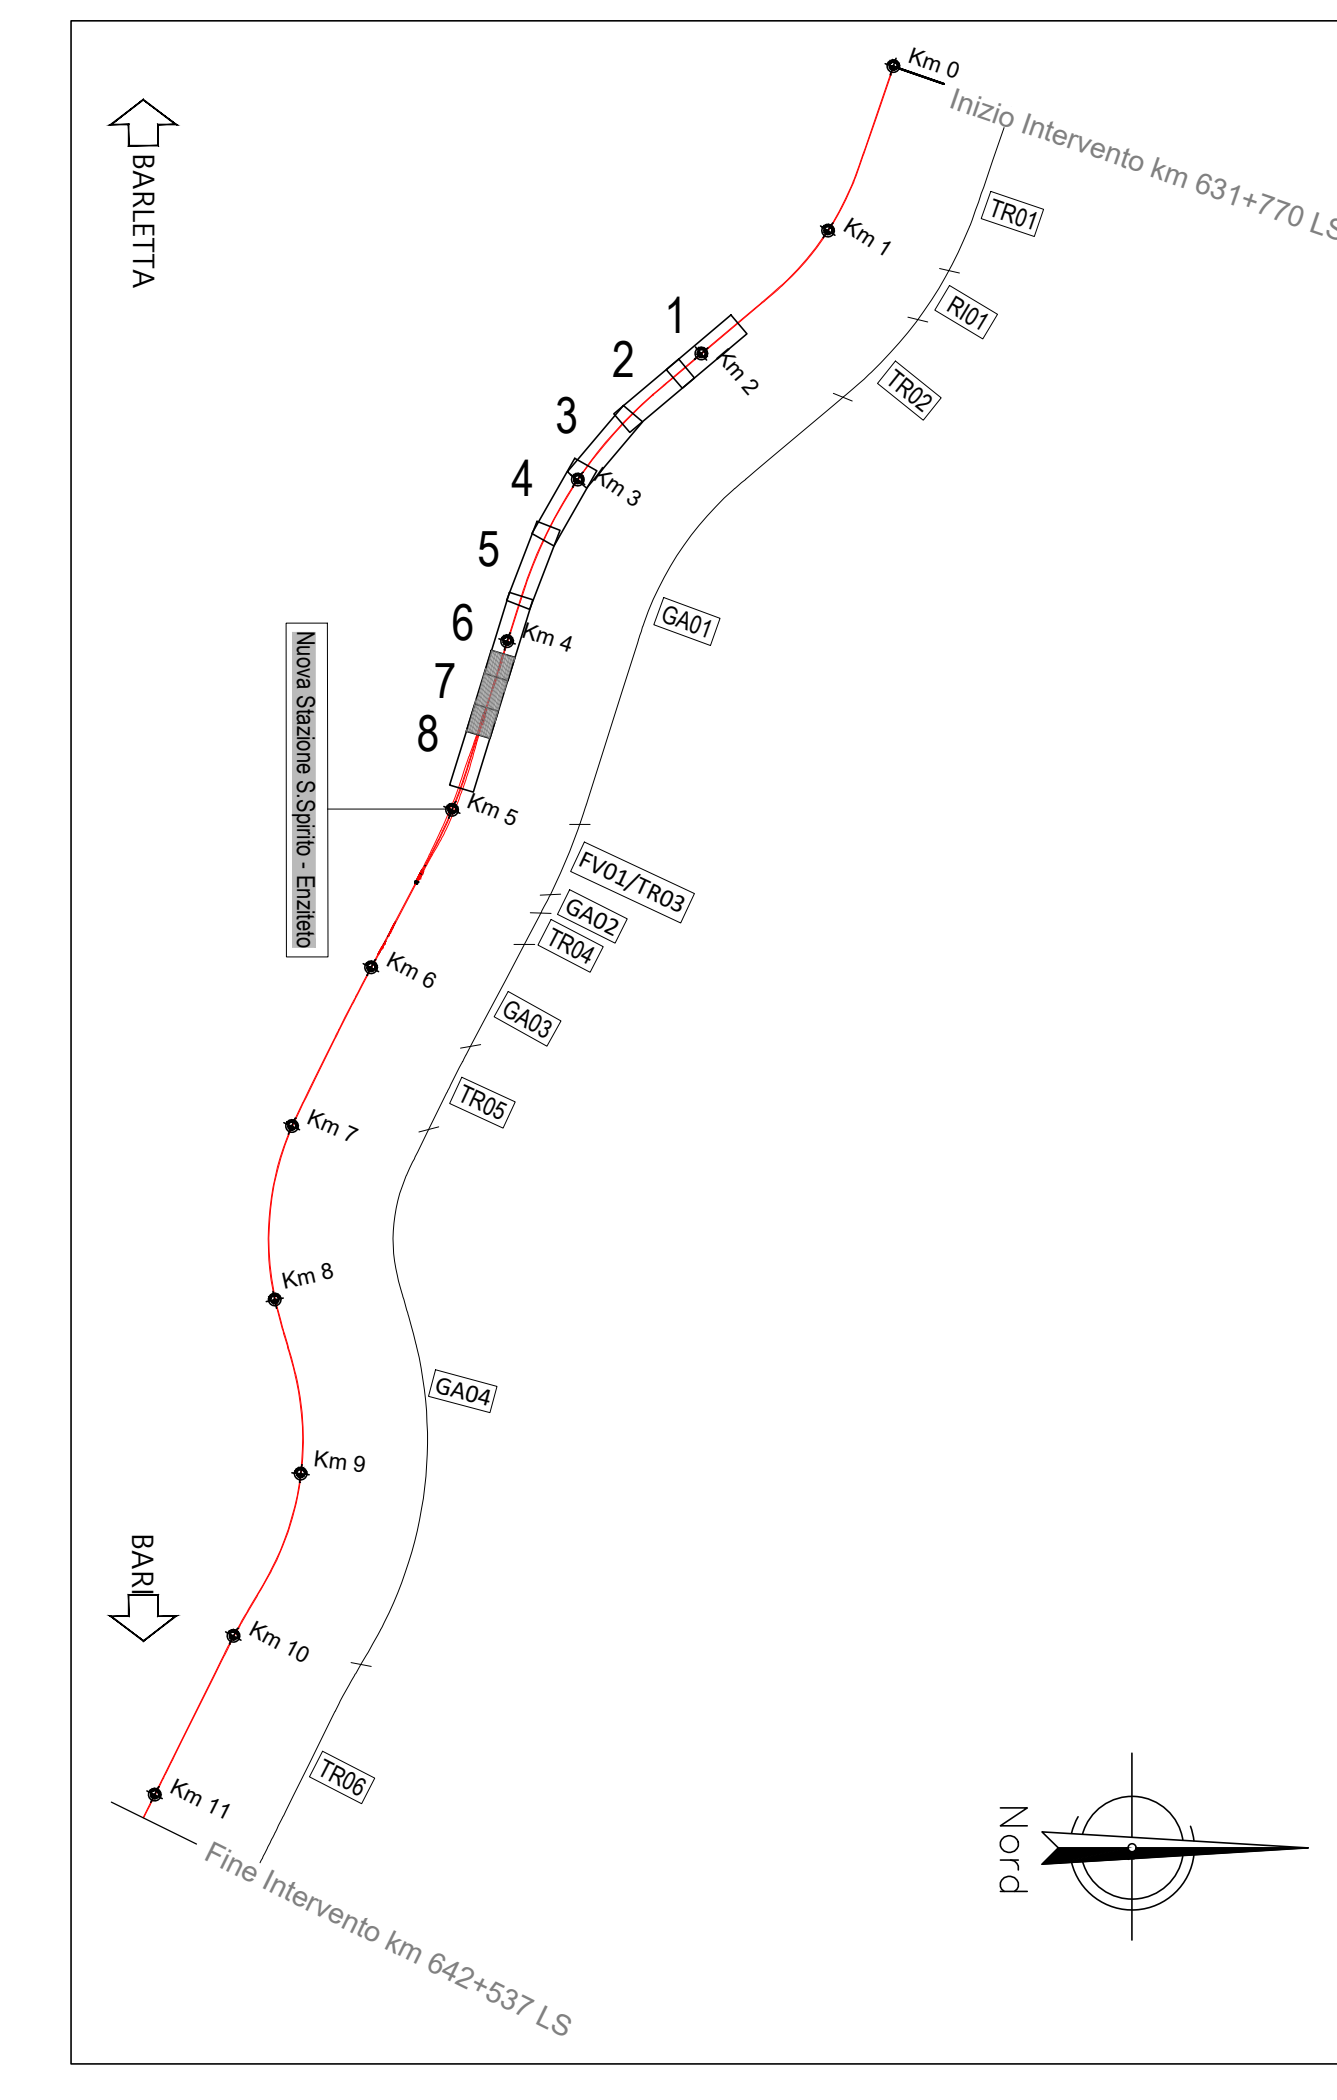 Km 0
Inizio Intervento km 631+770 LS
BARLETTA
TR01
Km 1
RI01
1
Km 2
2
TR02
3
4
Km 3
5
GA01
6
Km 4
7
8
Nuova Stazione S.Spirito - Enziteto
Km 5
FV01/TR03
GA02
TR04
Km 6
GA03
TR05
Km 7
Km 8
GA04
Km 9
BARI
Km 10
TR06
Km 11
Fine Intervento km 642+537 LS
Nord